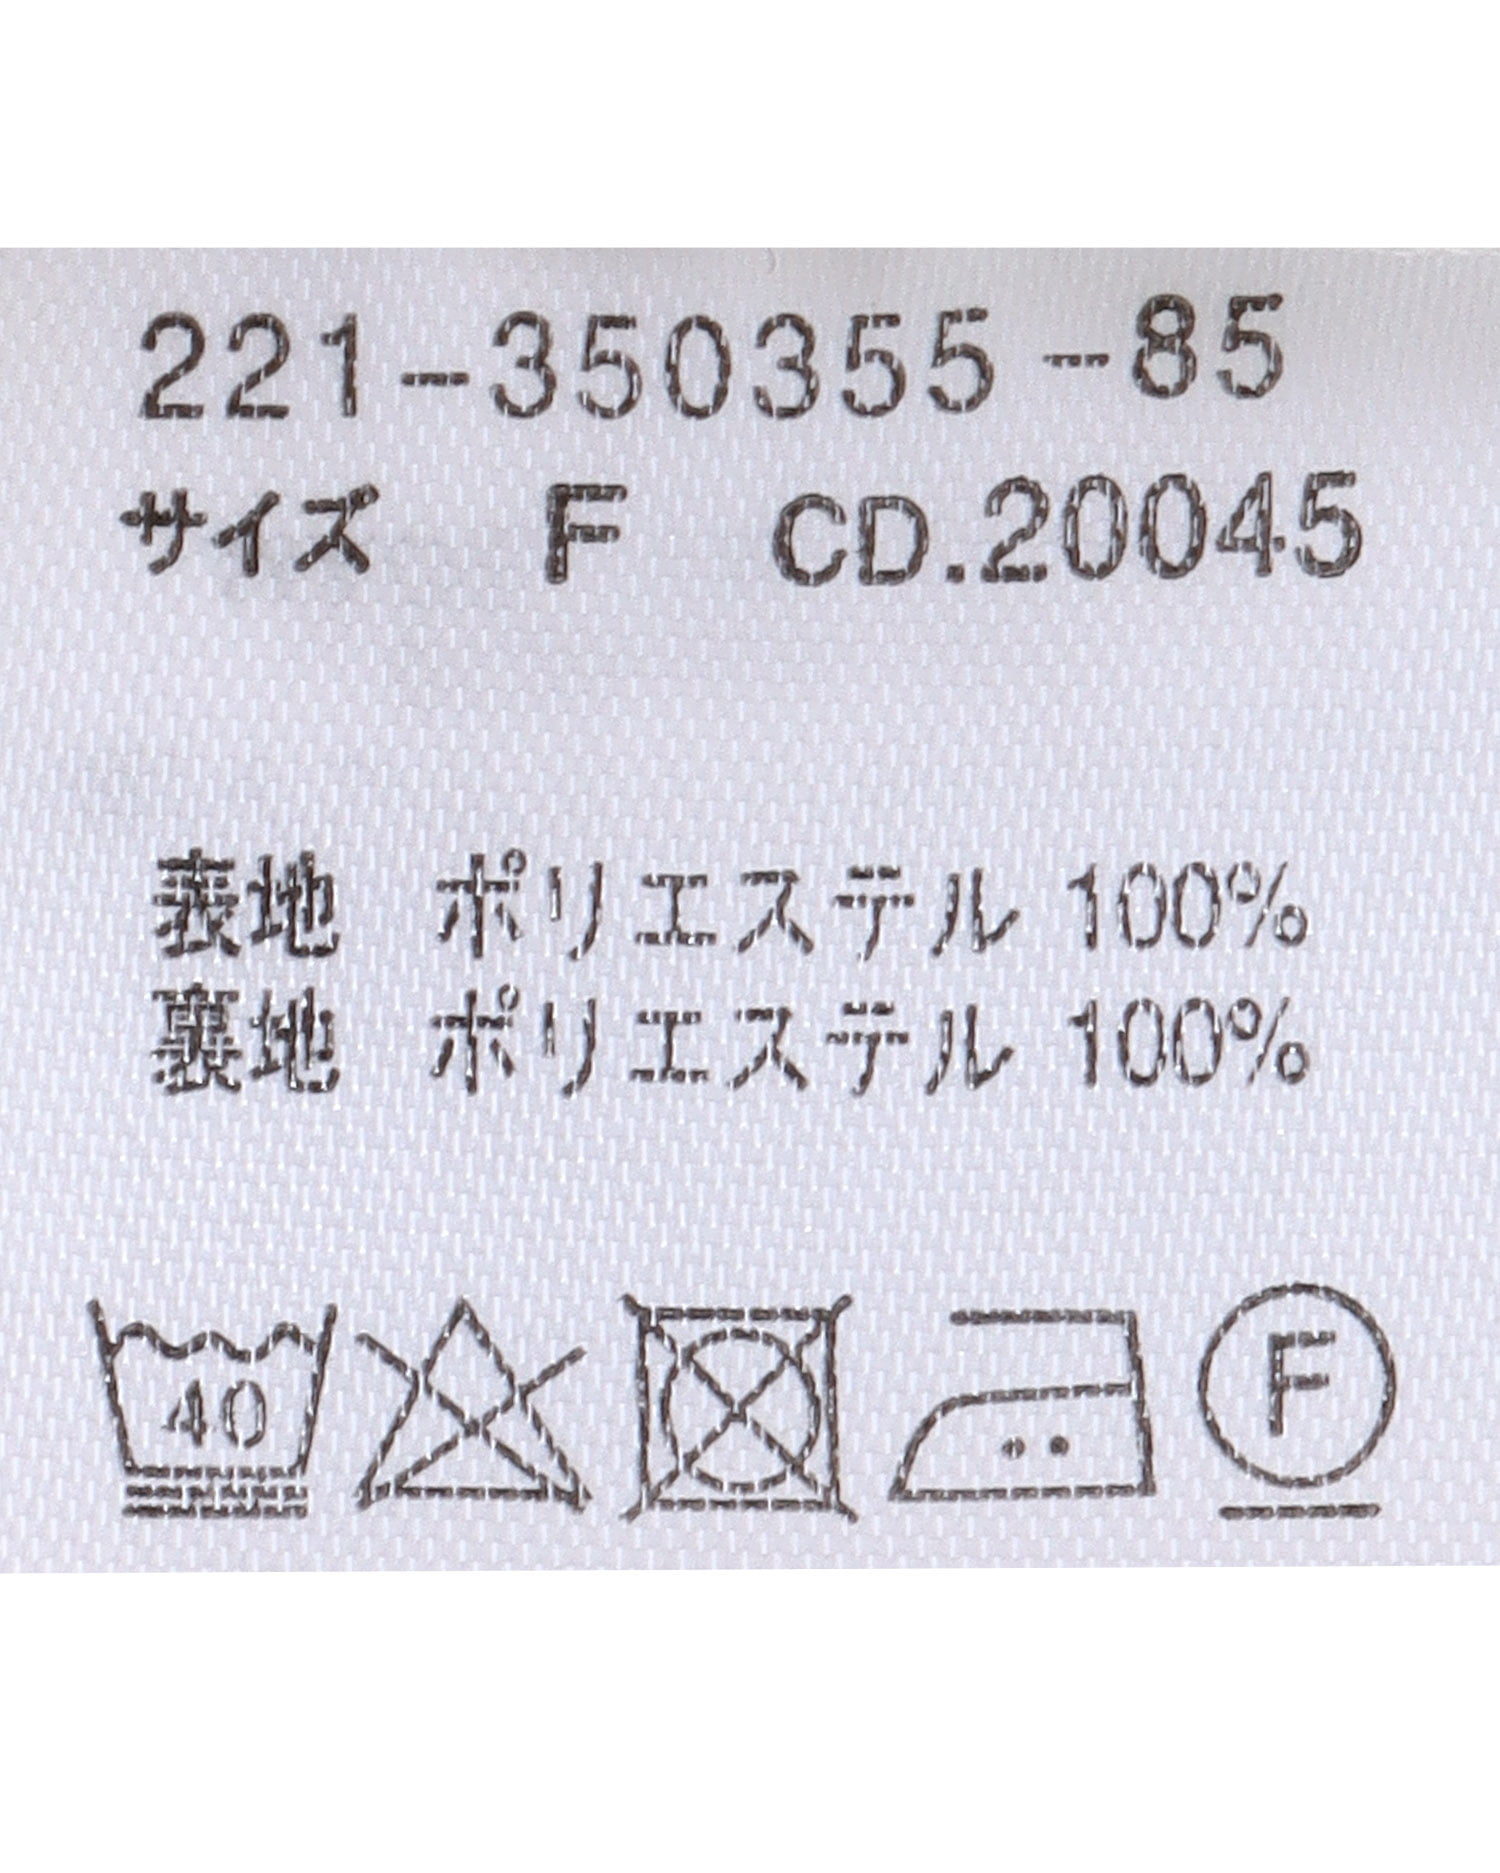 221-350355-85
サイズ F CD.20045
表地 ポリエステル 100%
裏地 ポリエステル 100%
40 F